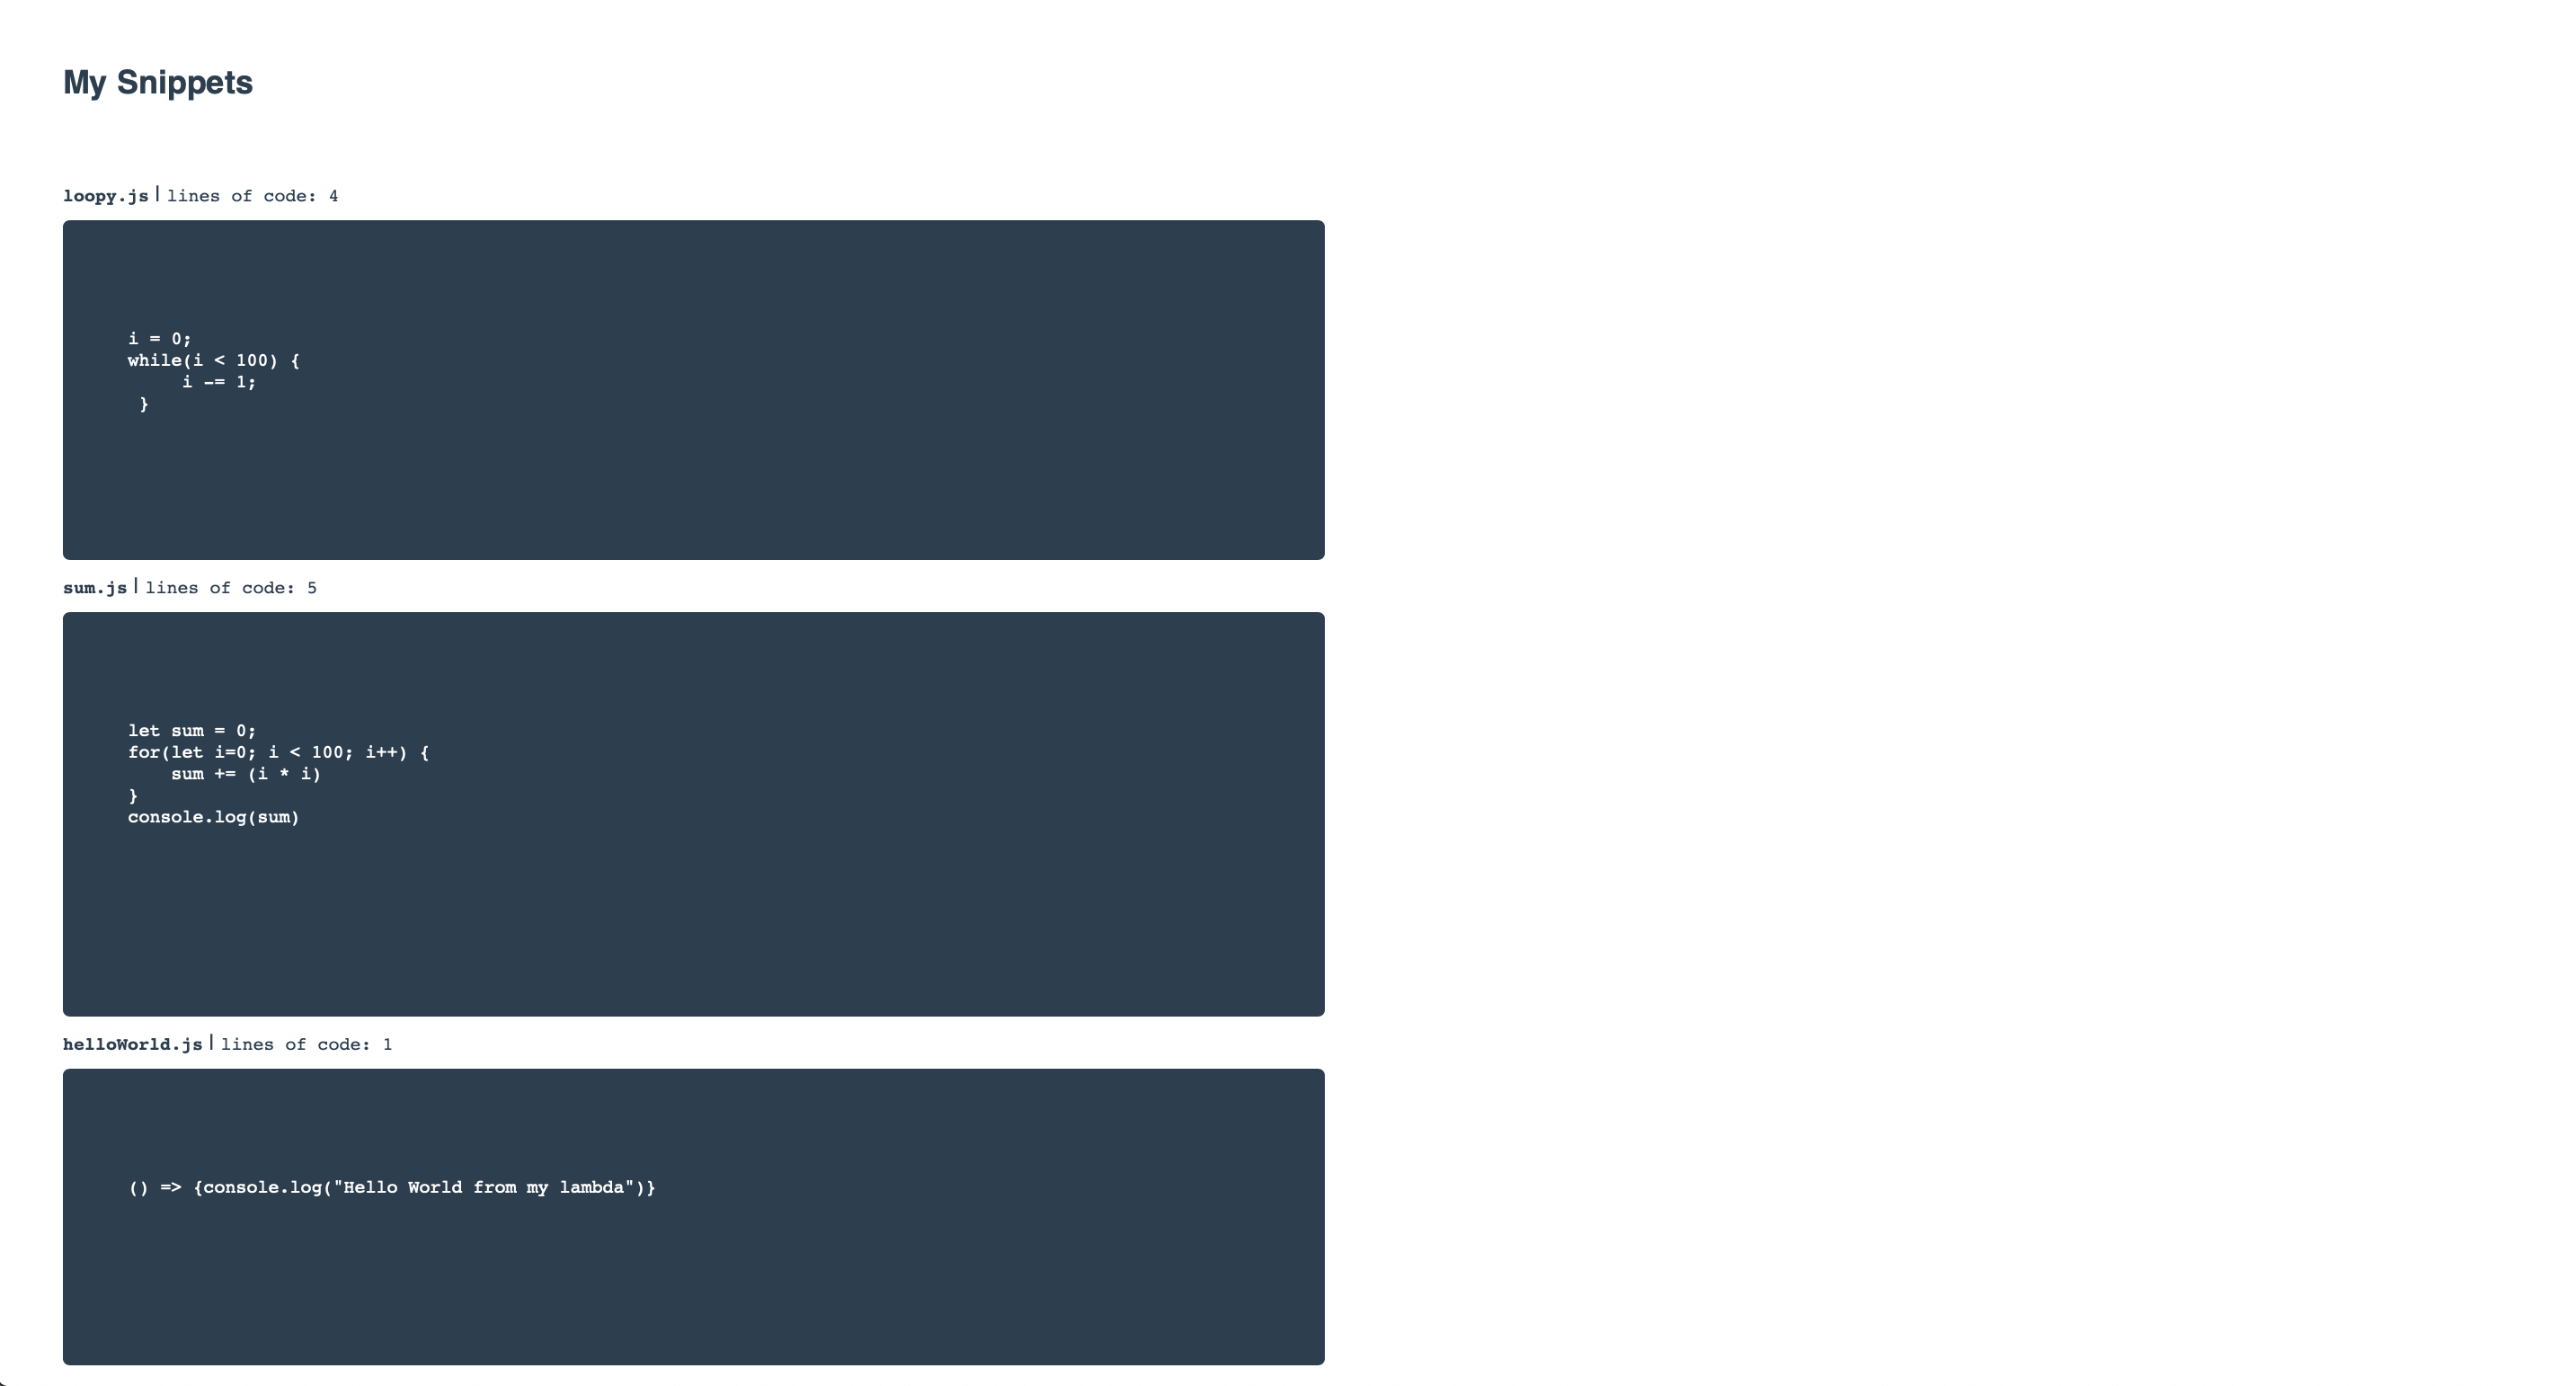 My Snippets
loopy.js | lines of code: 4
i = 0;
while(i < 100) {
     i -= 1;
 }
sum.js | lines of code: 5
let sum = 0;
for(let i=0; i < 100; i++) {
    sum += (i * i)
}
console.log(sum)
helloWorld.js | lines of code: 1
() => {console.log("Hello World from my lambda")}